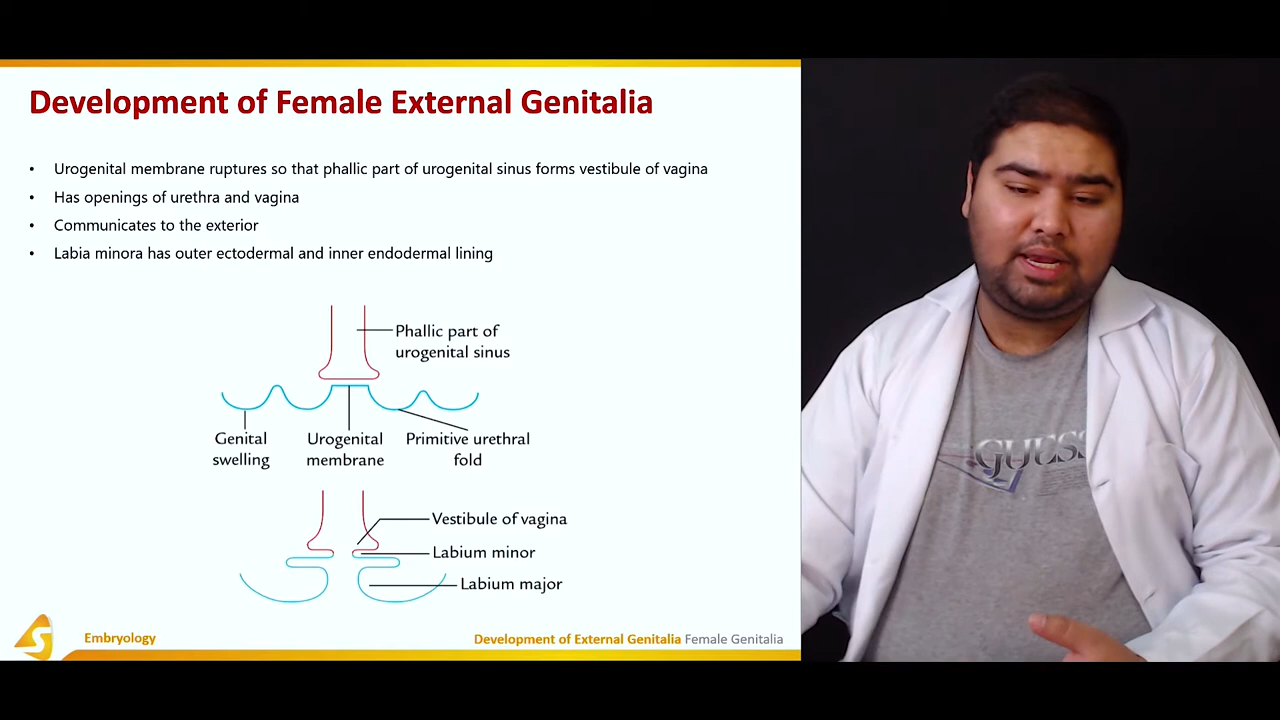 Development of Female External Genitalia
• Urogenital membrane ruptures so that phallic part of urogenital sinus forms vestibule of vagina
• Has openings of urethra and vagina
• Communicates to the exterior
• Labia minora has outer ectodermal and inner endodermal lining
Phallic part of
urogenital sinus
Genital
swelling
Urogenital
membrane
Primitive urethral
fold
Vestibule of vagina
Labium minor
Labium major
S
Embryology
Development of External Genitalia Female Genitalia
GUESS